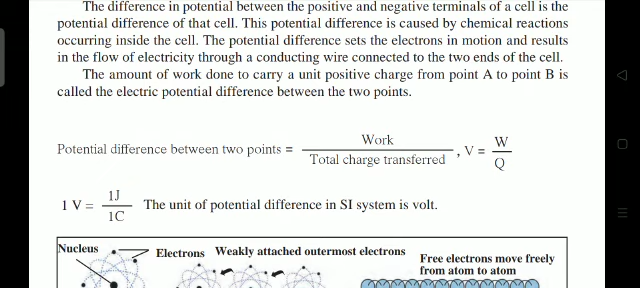 The difference in potential between the positive and negative terminals of a cell is the
potential difference of that cell. This potential difference is caused by chemical reactions
occurring inside the cell. The potential difference sets the electrons in motion and results
in the flow of electricity through a conducting wire connected to the two ends of the cell.
The amount of work done to carry a unit positive charge from point A to point B is
called the electric potential difference between the two points.
Potential difference between two points = Work / Total charge transferred , V = W / Q
1 V = 1J / 1C The unit of potential difference in SI system is volt.
Nucleus Electrons Weakly attached outermost electrons Free electrons move freely
from atom to atom